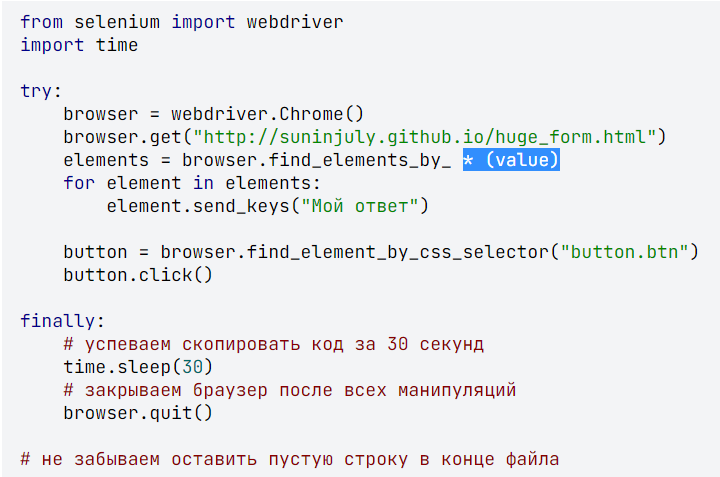 from selenium import webdriver
import time

try:
    browser = webdriver.Chrome()
    browser.get("http://suninjuly.github.io/huge_form.html")
    elements = browser.find_elements_by_ * (value)
    for element in elements:
        element.send_keys("Мой ответ")

    button = browser.find_element_by_css_selector("button.btn")
    button.click()

finally:
    # успеваем скопировать код за 30 секунд
    time.sleep(30)
    # закрываем браузер после всех манипуляций
    browser.quit()

# не забываем оставить пустую строку в конце файла